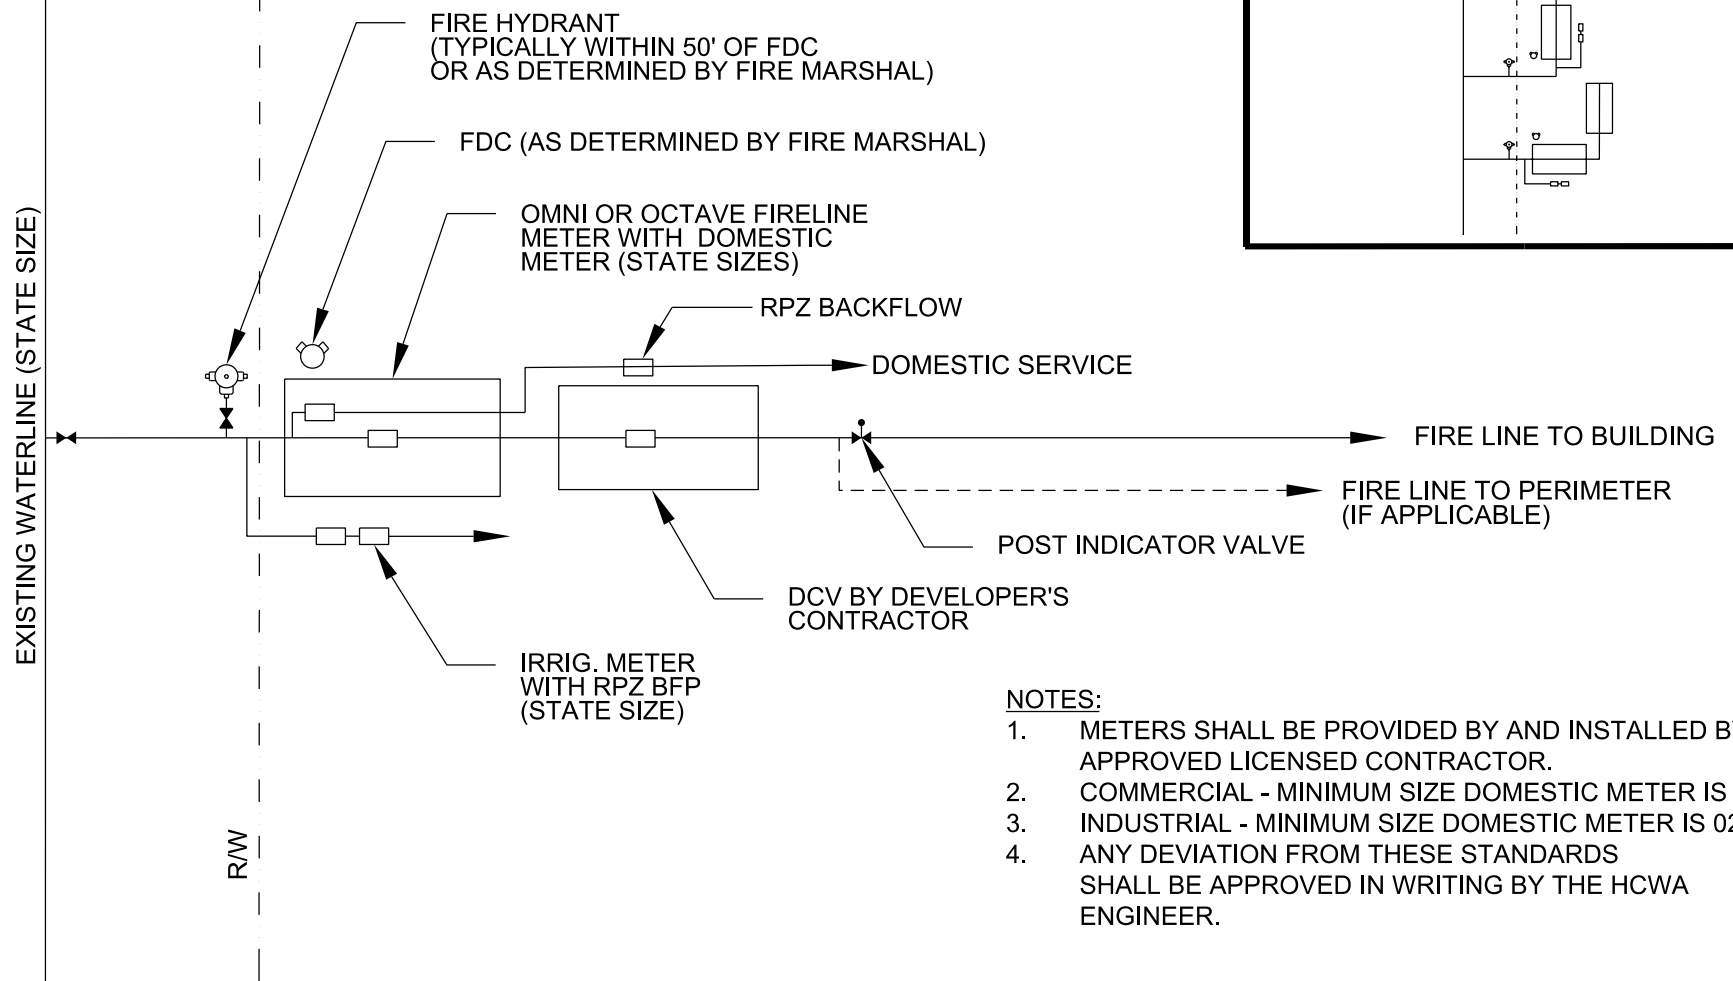 FIRE HYDRANT
(TYPICALLY WITHIN 50' OF FDC
OR AS DETERMINED BY FIRE MARSHAL)
FDC (AS DETERMINED BY FIRE MARSHAL)
OMNI OR OCTAVE FIRELINE
METER WITH DOMESTIC
METER (STATE SIZES)
RPZ BACKFLOW
DOMESTIC SERVICE
EXISTING WATERLINE (STATE SIZE)
FIRE LINE TO BUILDING
FIRE LINE TO PERIMETER
(IF APPLICABLE)
POST INDICATOR VALVE
DCV BY DEVELOPER'S
CONTRACTOR
IRRIG. METER
WITH RPZ BFP
(STATE SIZE)
R/W
NOTES:
1. METERS SHALL BE PROVIDED BY AND INSTALLED BY
APPROVED LICENSED CONTRACTOR.
2. COMMERCIAL - MINIMUM SIZE DOMESTIC METER IS
3. INDUSTRIAL - MINIMUM SIZE DOMESTIC METER IS
4. ANY DEVIATION FROM THESE STANDARDS
SHALL BE APPROVED IN WRITING BY THE HCWA
ENGINEER.